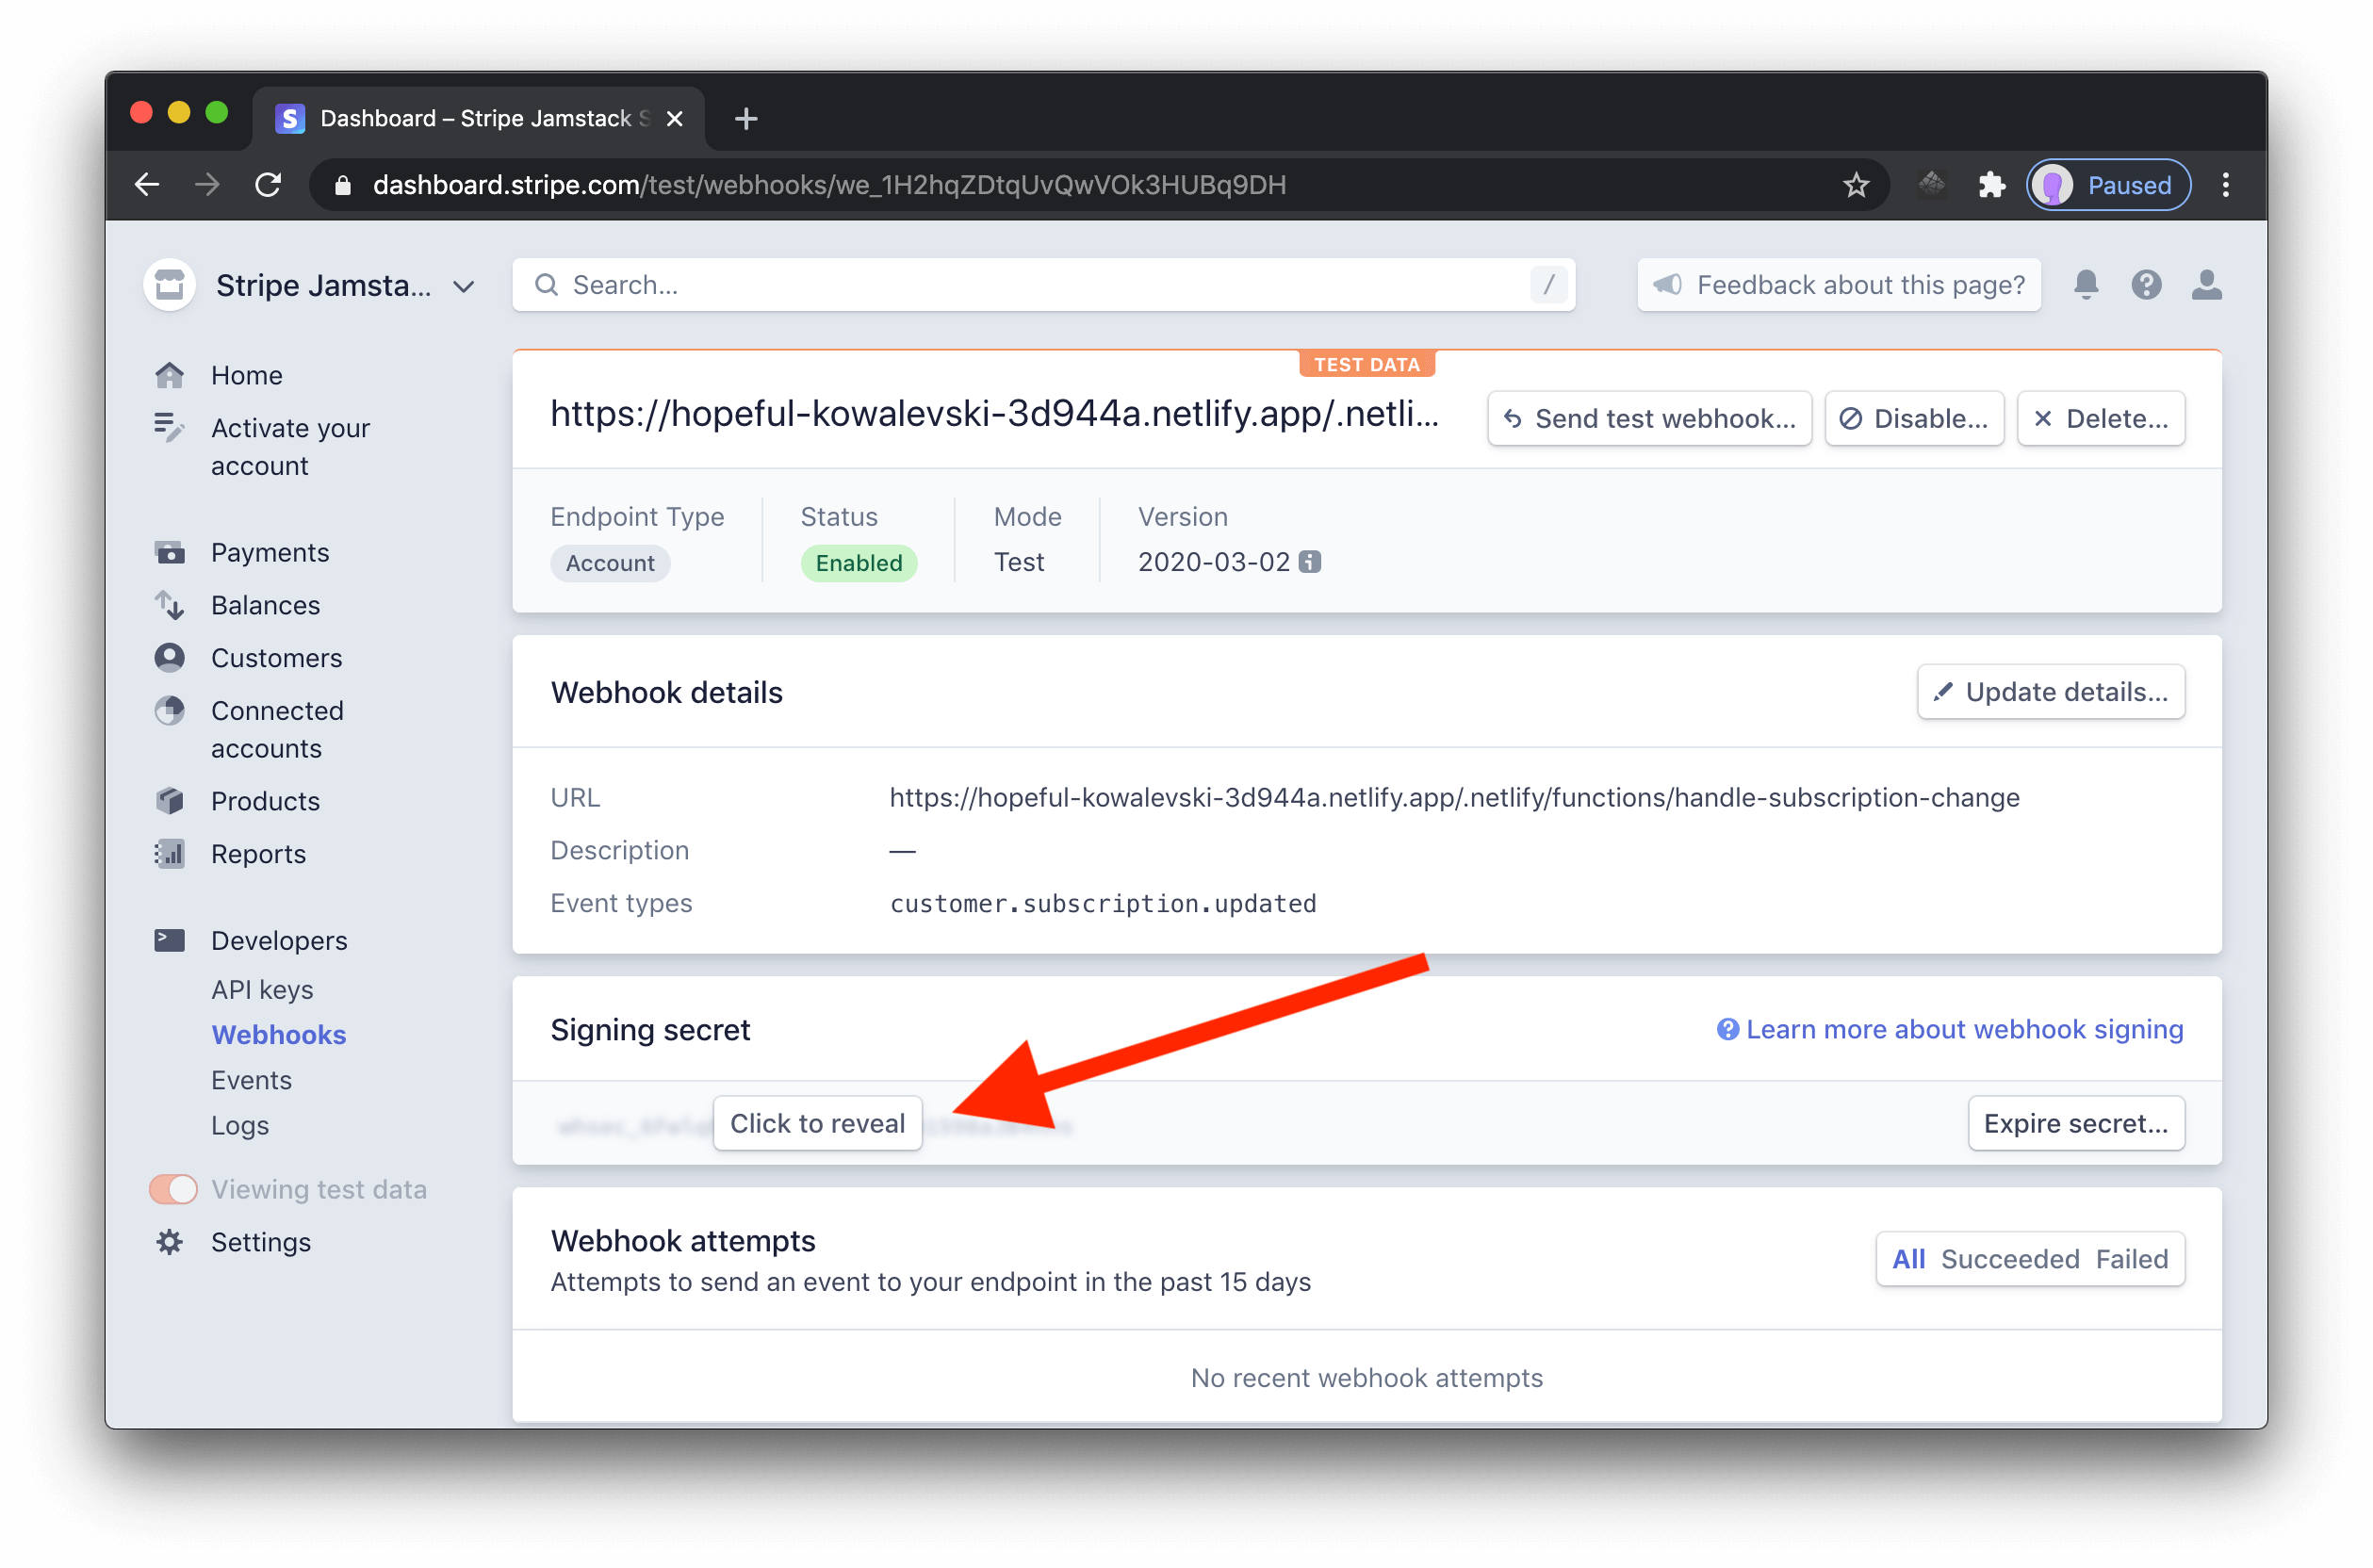 Dashboard – Stripe Jamstack S
dashboard.stripe.com/test/webhooks/we_1H2hqZDtqUvQwVOk3HUBq9DH
Paused
Stripe Jamsta...
Search...
/
Feedback about this page?
Home
Activate your
account
Payments
Balances
Customers
Connected
accounts
Products
Reports
Developers
API keys
Webhooks
Events
Logs
Viewing test data
Settings
TEST DATA
https://hopeful-kowalevski-3d944a.netlify.app/.netli...
Send test webhook...
Disable...
Delete...
Endpoint Type
Account
Status
Enabled
Mode
Test
Version
2020-03-02
Webhook details
Update details...
URL
https://hopeful-kowalevski-3d944a.netlify.app/.netlify/functions/handle-subscription-change
Description
—
Event types
customer.subscription.updated
Signing secret
Learn more about webhook signing
Click to reveal
Expire secret...
Webhook attempts
Attempts to send an event to your endpoint in the past 15 days
All Succeeded Failed
No recent webhook attempts